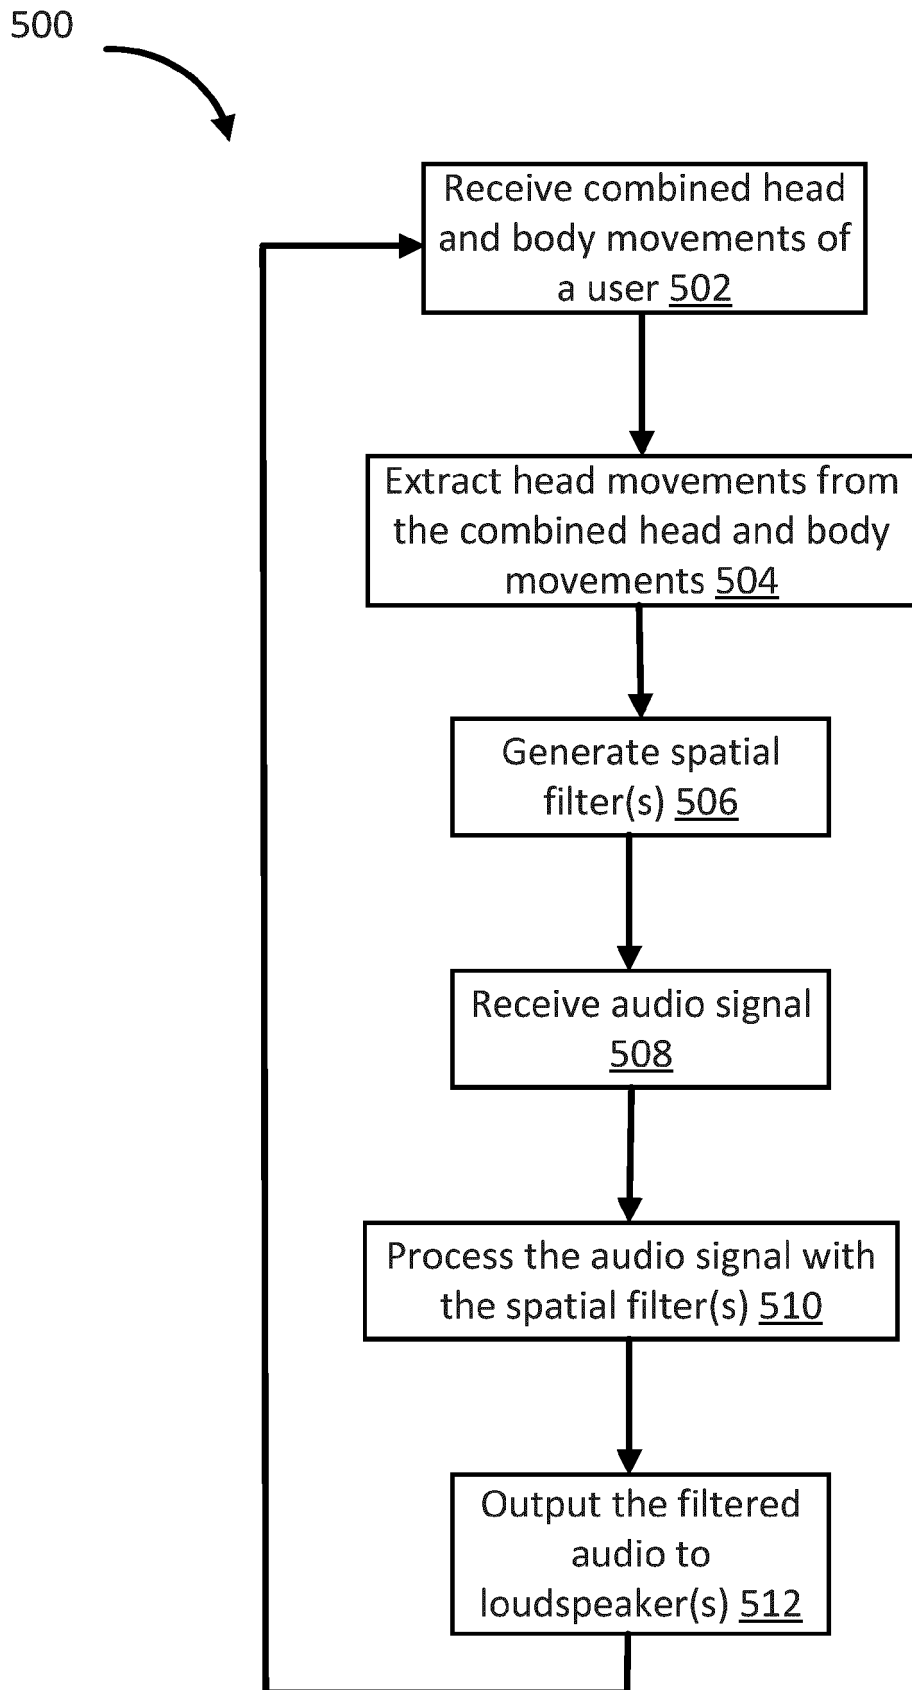 500
Receive combined head
and body movements of
a user 502
Extract head movements from
the combined head and body
movements 504
Generate spatial
filter(s) 506
Receive audio signal
508
Process the audio signal with
the spatial filter(s) 510
Output the filtered
audio to
loudspeaker(s) 512